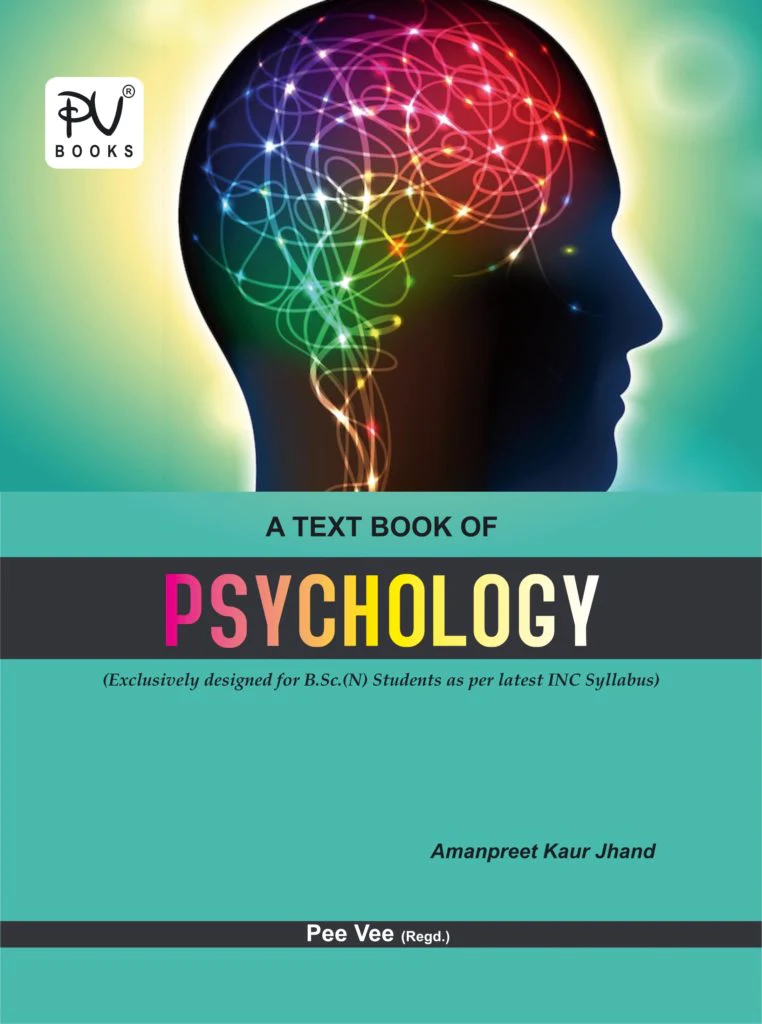 PV®
BOOKS
A TEXT BOOK OF
PSYCHOLOGY
(Exclusively designed for B.Sc.(N) Students as per latest INC Syllabus)
Amanpreet Kaur Jhand
Pee Vee (Regd.)